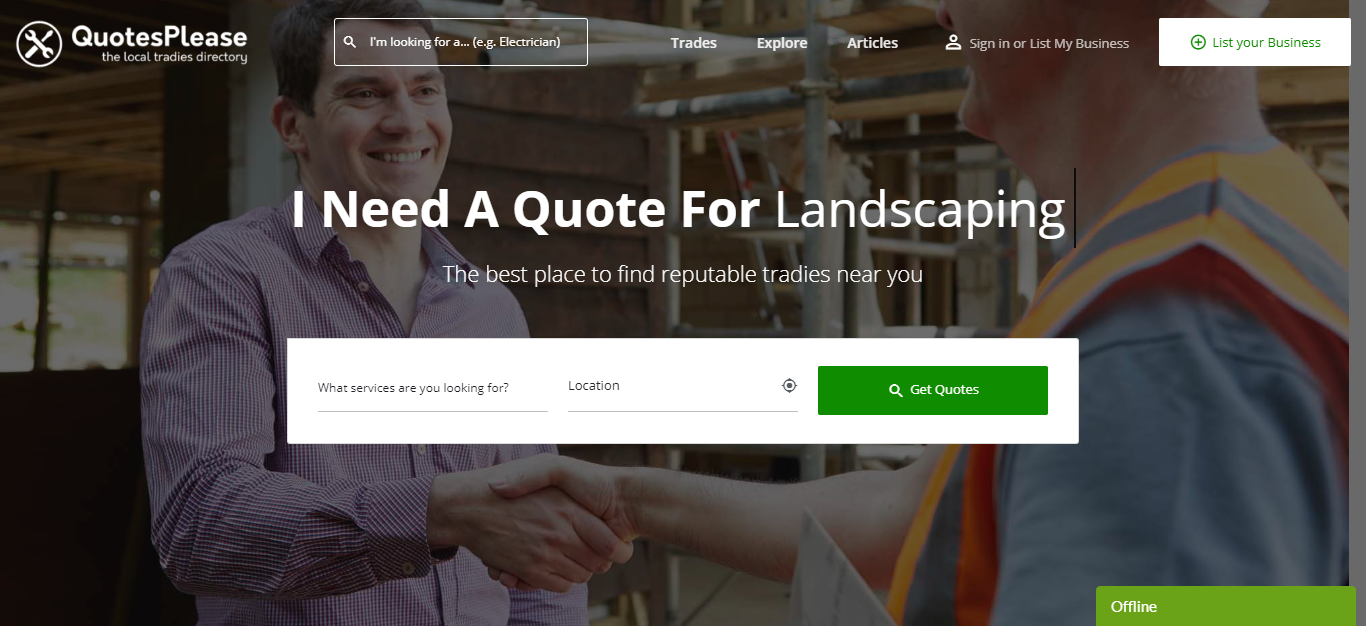 QuotesPlease
the local tradies directory
I'm looking for a... (e.g. Electrician)
Trades
Explore
Articles
Sign in or List My Business
List your Business
I Need A Quote For Landscaping
The best place to find reputable tradies near you
What services are you looking for?
Location
Get Quotes
Offline